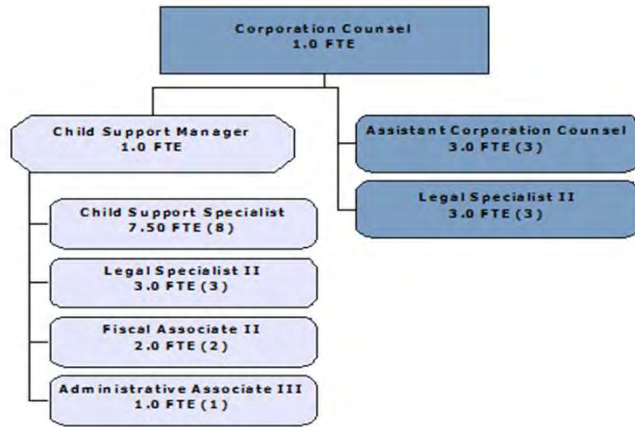 Corporation Counsel
1.0 FTE
Child Support Manager
1.0 FTE
Assistant Corporation Counsel
3.0 FTE (3)
Legal Specialist II
3.0 FTE (3)
Child Support Specialist
7.50 FTE (8)
Legal Specialist II
3.0 FTE (3)
Fiscal Associate II
2.0 FTE (2)
Administrative Associate III
1.0 FTE (1)